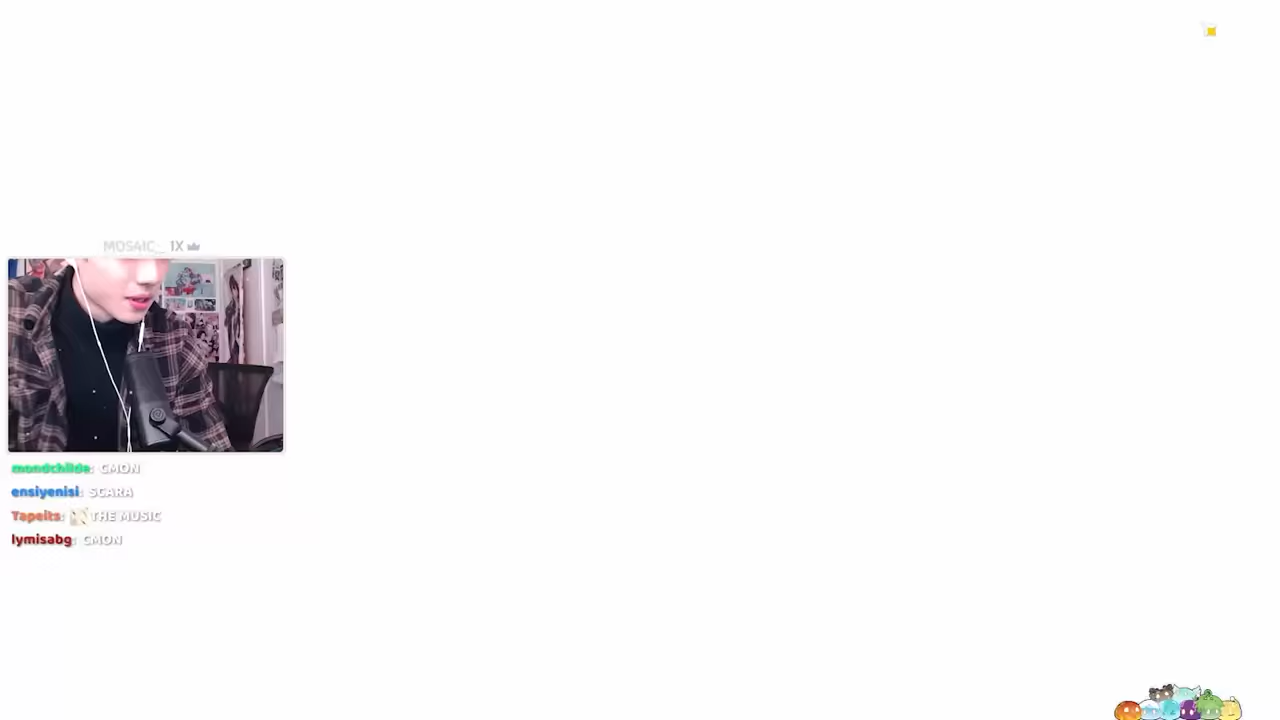 MOSAIC_ 1X
mondchilde: CMON
ensiyenisi: SCARA
Tapeits: THE MUSIC
lymisabg: CMON